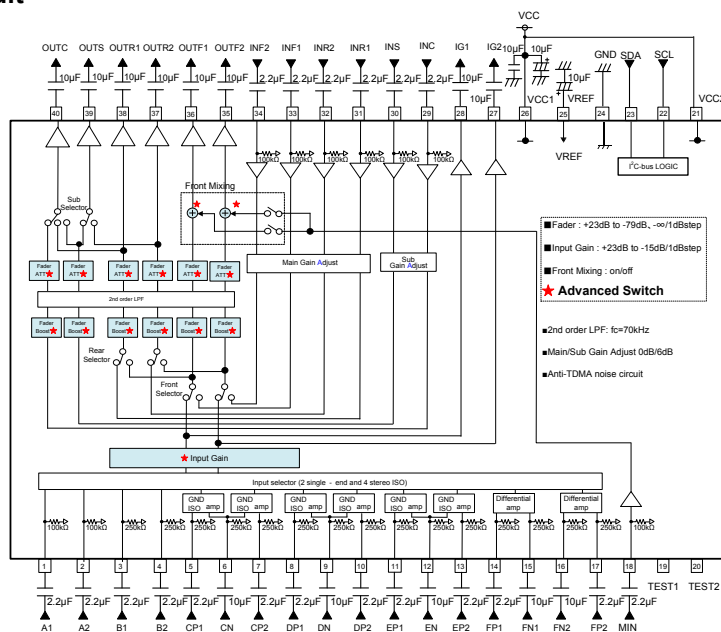 OUTC OUTS OUTR1 OUTR2 OUTF1 OUTF2 INF2 INF1 INR2 INR1 INS INC IG1 IG2 VCC GND SDA SCL
10μF 10μF 10μF 10μF 10μF 10μF 2.2μF 2.2μF 2.2μF 2.2μF 2.2μF 2.2μF 10μF 10μF 10μF 10μF
VCC1 VREF VCC2
40 39 38 37 36 35 34 33 32 31 30 29 28 27 26 25 24 23 22 21
VREF
I²C-bus LOGIC
100kΩ 100kΩ 100kΩ 100kΩ 100kΩ 100kΩ
Front Mixing
Sub
Selector
■Fader : +23dB to -79dB、-∞/1dBstep
■Input Gain : +23dB to -15dB/1dBstep
■Front Mixing : on/off
★ Advanced Switch
Main Gain Adjust
Sub
Gain Adjust
Fader ATT★ Fader ATT★ Fader ATT★ Fader ATT★ Fader ATT★ Fader ATT★
2nd order LPF
Fader Boost★ Fader Boost★ Fader Boost★ Fader Boost★ Fader Boost★ Fader Boost★
■2nd order LPF: fc=70kHz
■Main/Sub Gain Adjust 0dB/6dB
■Anti-TDMA noise circuit
Rear
Selector
Front
Selector
★ Input Gain
Input selector (2 single - end and 4 stereo ISO)
GND ISO amp GND ISO amp GND ISO amp GND ISO amp GND ISO amp GND ISO amp Differential amp Differential amp
100kΩ 100kΩ 100kΩ 100kΩ 250kΩ 250kΩ 250kΩ 250kΩ 250kΩ 250kΩ 250kΩ 250kΩ 250kΩ 250kΩ 250kΩ 250kΩ 250kΩ 100kΩ
1 2 3 4 5 6 7 8 9 10 11 12 13 14 15 16 17 18 19 20
TEST1 TEST2
2.2μF 2.2μF 2.2μF 2.2μF 2.2μF 10μF 2.2μF 2.2μF 10μF 2.2μF 2.2μF 10μF 2.2μF 2.2μF 10μF 10μF 2.2μF 2.2μF
A1 A2 B1 B2 CP1 CN CP2 DP1 DN DP2 EP1 EN EP2 FP1 FN1 FN2 FP2 MIN